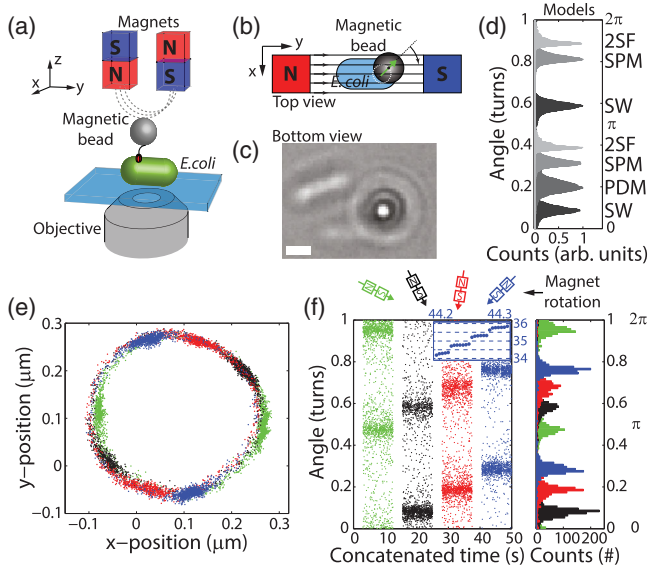 (a)
Magnets
S
N
N
S
z
x
y
Magnetic
bead
E.coli
Objective
(b)
y
x
Magnetic
bead
N
E.coli
S
Top view
(c)
Bottom view
(d)
Models
1
2π
2SF
SPM
0.8
SW
0.6
π
2SF
0.4
SPM
0.2
PDM
SW
0
0
Angle (turns)
0
0.5
1
Counts (arb. units)
(e)
0.3
0.2
0.1
0
−0.1
y−position (μm)
−0.1
0
0.1
0.2
0.3
x−position (μm)
(f)
N S
N S
N S
N S
Magnet
rotation
44.2
44.3
36
35
34
1
0.8
0.6
0.4
0.2
0
Angle (turns)
0
10
20
30
40
50
Concatenated time (s)
2π
π
0
0
100
200
Counts (#)